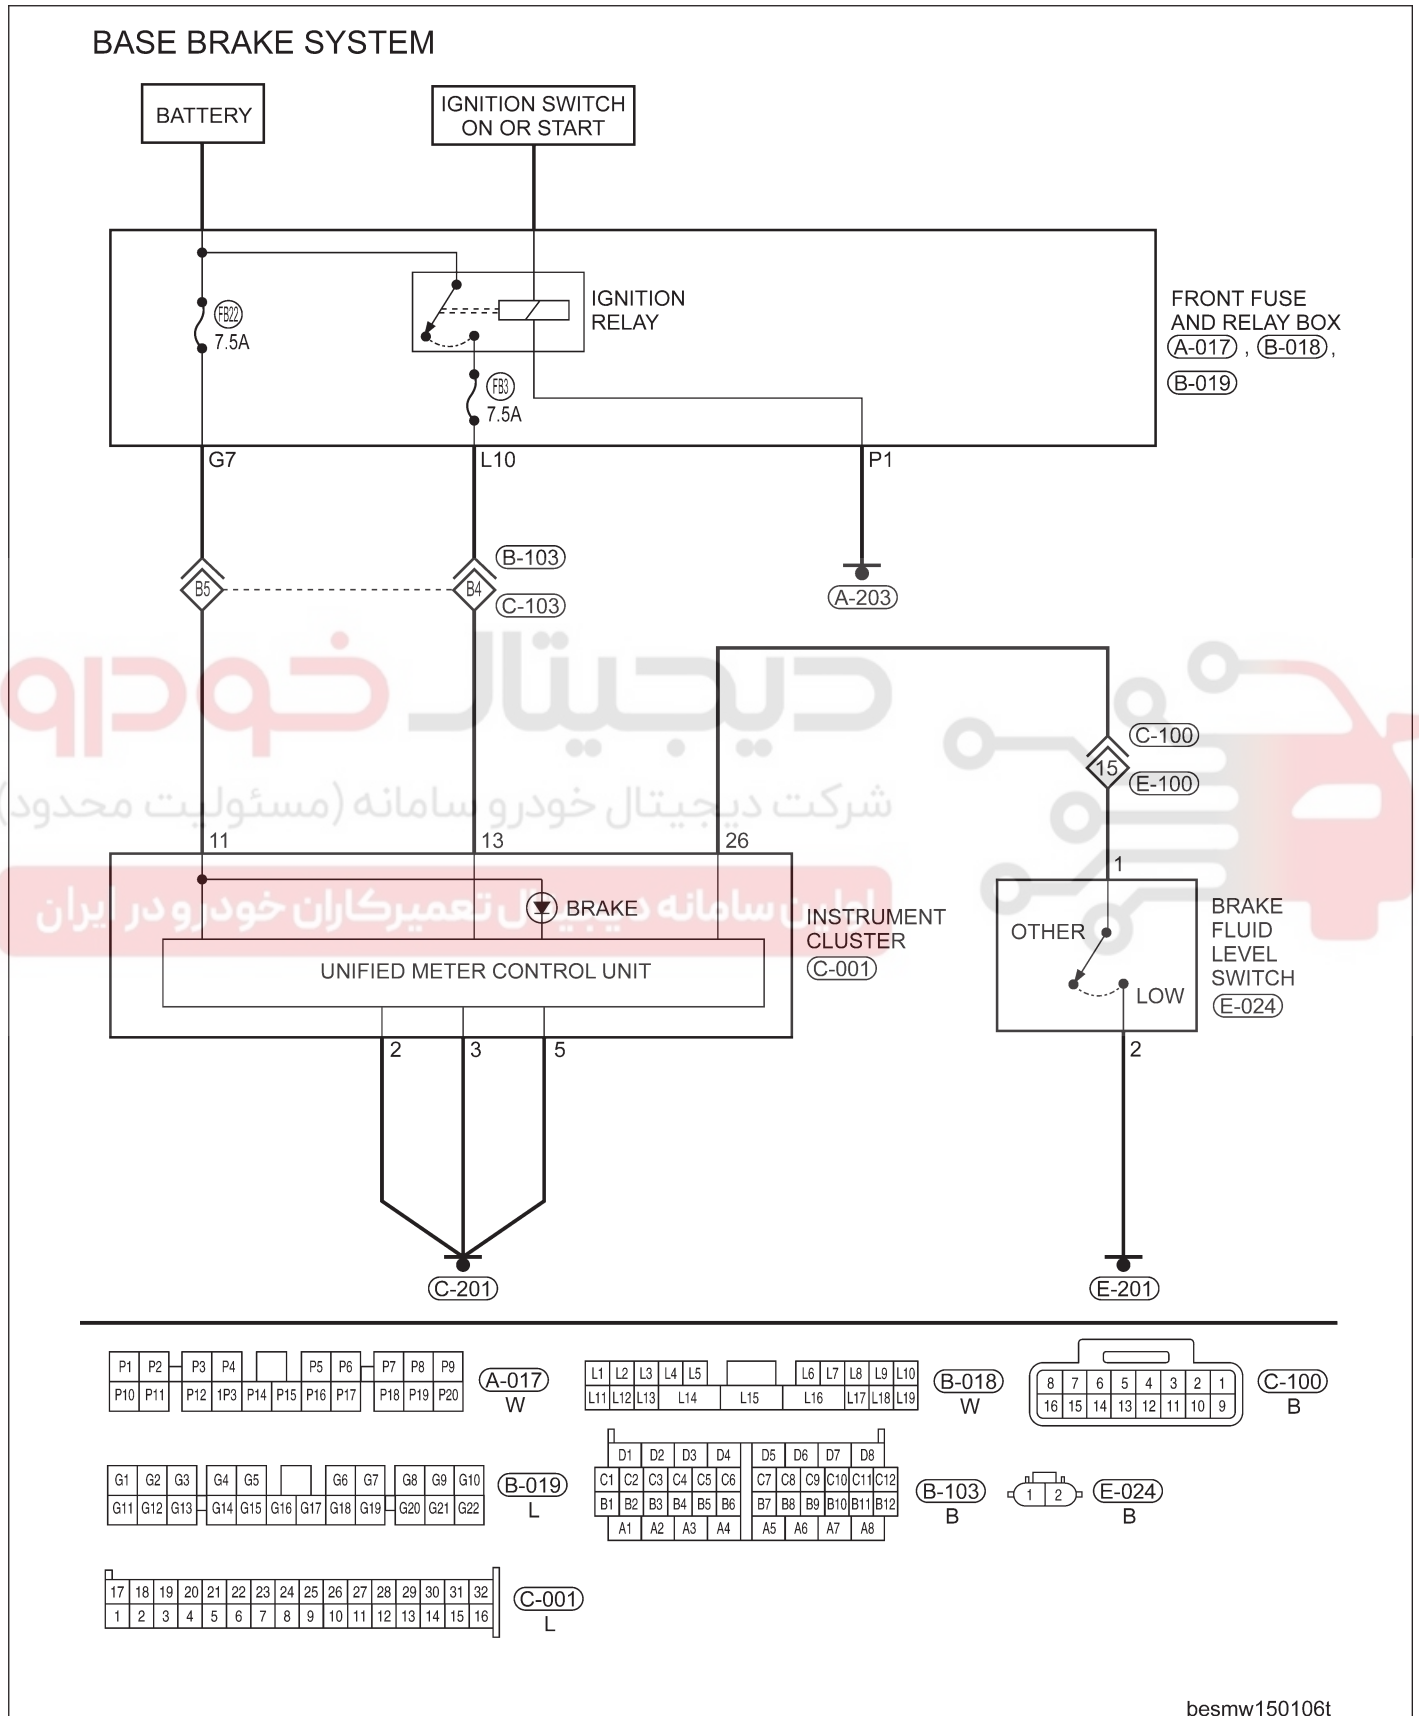 BASE BRAKE SYSTEM
BATTERY
IGNITION SWITCH
ON OR START
FB22
7.5A
IGNITION
RELAY
FB3
7.5A
FRONT FUSE
AND RELAY BOX
A-017 , B-018 ,
B-019
G7
L10
P1
B5
B4
B-103
C-103
A-203
دیجیتال خودرو
شرکت دیجیتال خودرو سامانه (مسئولیت محدود)
اولین سامانه دیجیتال تعمیرکاران خودرو در ایران
C-100
15
E-100
11
13
26
1
BRAKE
UNIFIED METER CONTROL UNIT
INSTRUMENT
CLUSTER
C-001
OTHER
LOW
BRAKE
FLUID
LEVEL
SWITCH
E-024
2
3
5
2
C-201
E-201
P1 P2 P3 P4 P5 P6 P7 P8 P9
P10 P11 P12 1P3 P14 P15 P16 P17 P18 P19 P20
A-017
W
L1 L2 L3 L4 L5 L6 L7 L8 L9 L10
L11 L12 L13 L14 L15 L16 L17 L18 L19
B-018
W
8 7 6 5 4 3 2 1
16 15 14 13 12 11 10 9
C-100
B
G1 G2 G3 G4 G5 G6 G7 G8 G9 G10
G11 G12 G13 G14 G15 G16 G17 G18 G19 G20 G21 G22
B-019
L
D1 D2 D3 D4 D5 D6 D7 D8
C1 C2 C3 C4 C5 C6 C7 C8 C9 C10 C11 C12
B1 B2 B3 B4 B5 B6 B7 B8 B9 B10 B11 B12
A1 A2 A3 A4 A5 A6 A7 A8
B-103
B
1 2
E-024
B
17 18 19 20 21 22 23 24 25 26 27 28 29 30 31 32
1 2 3 4 5 6 7 8 9 10 11 12 13 14 15 16
C-001
L
besmw150106t